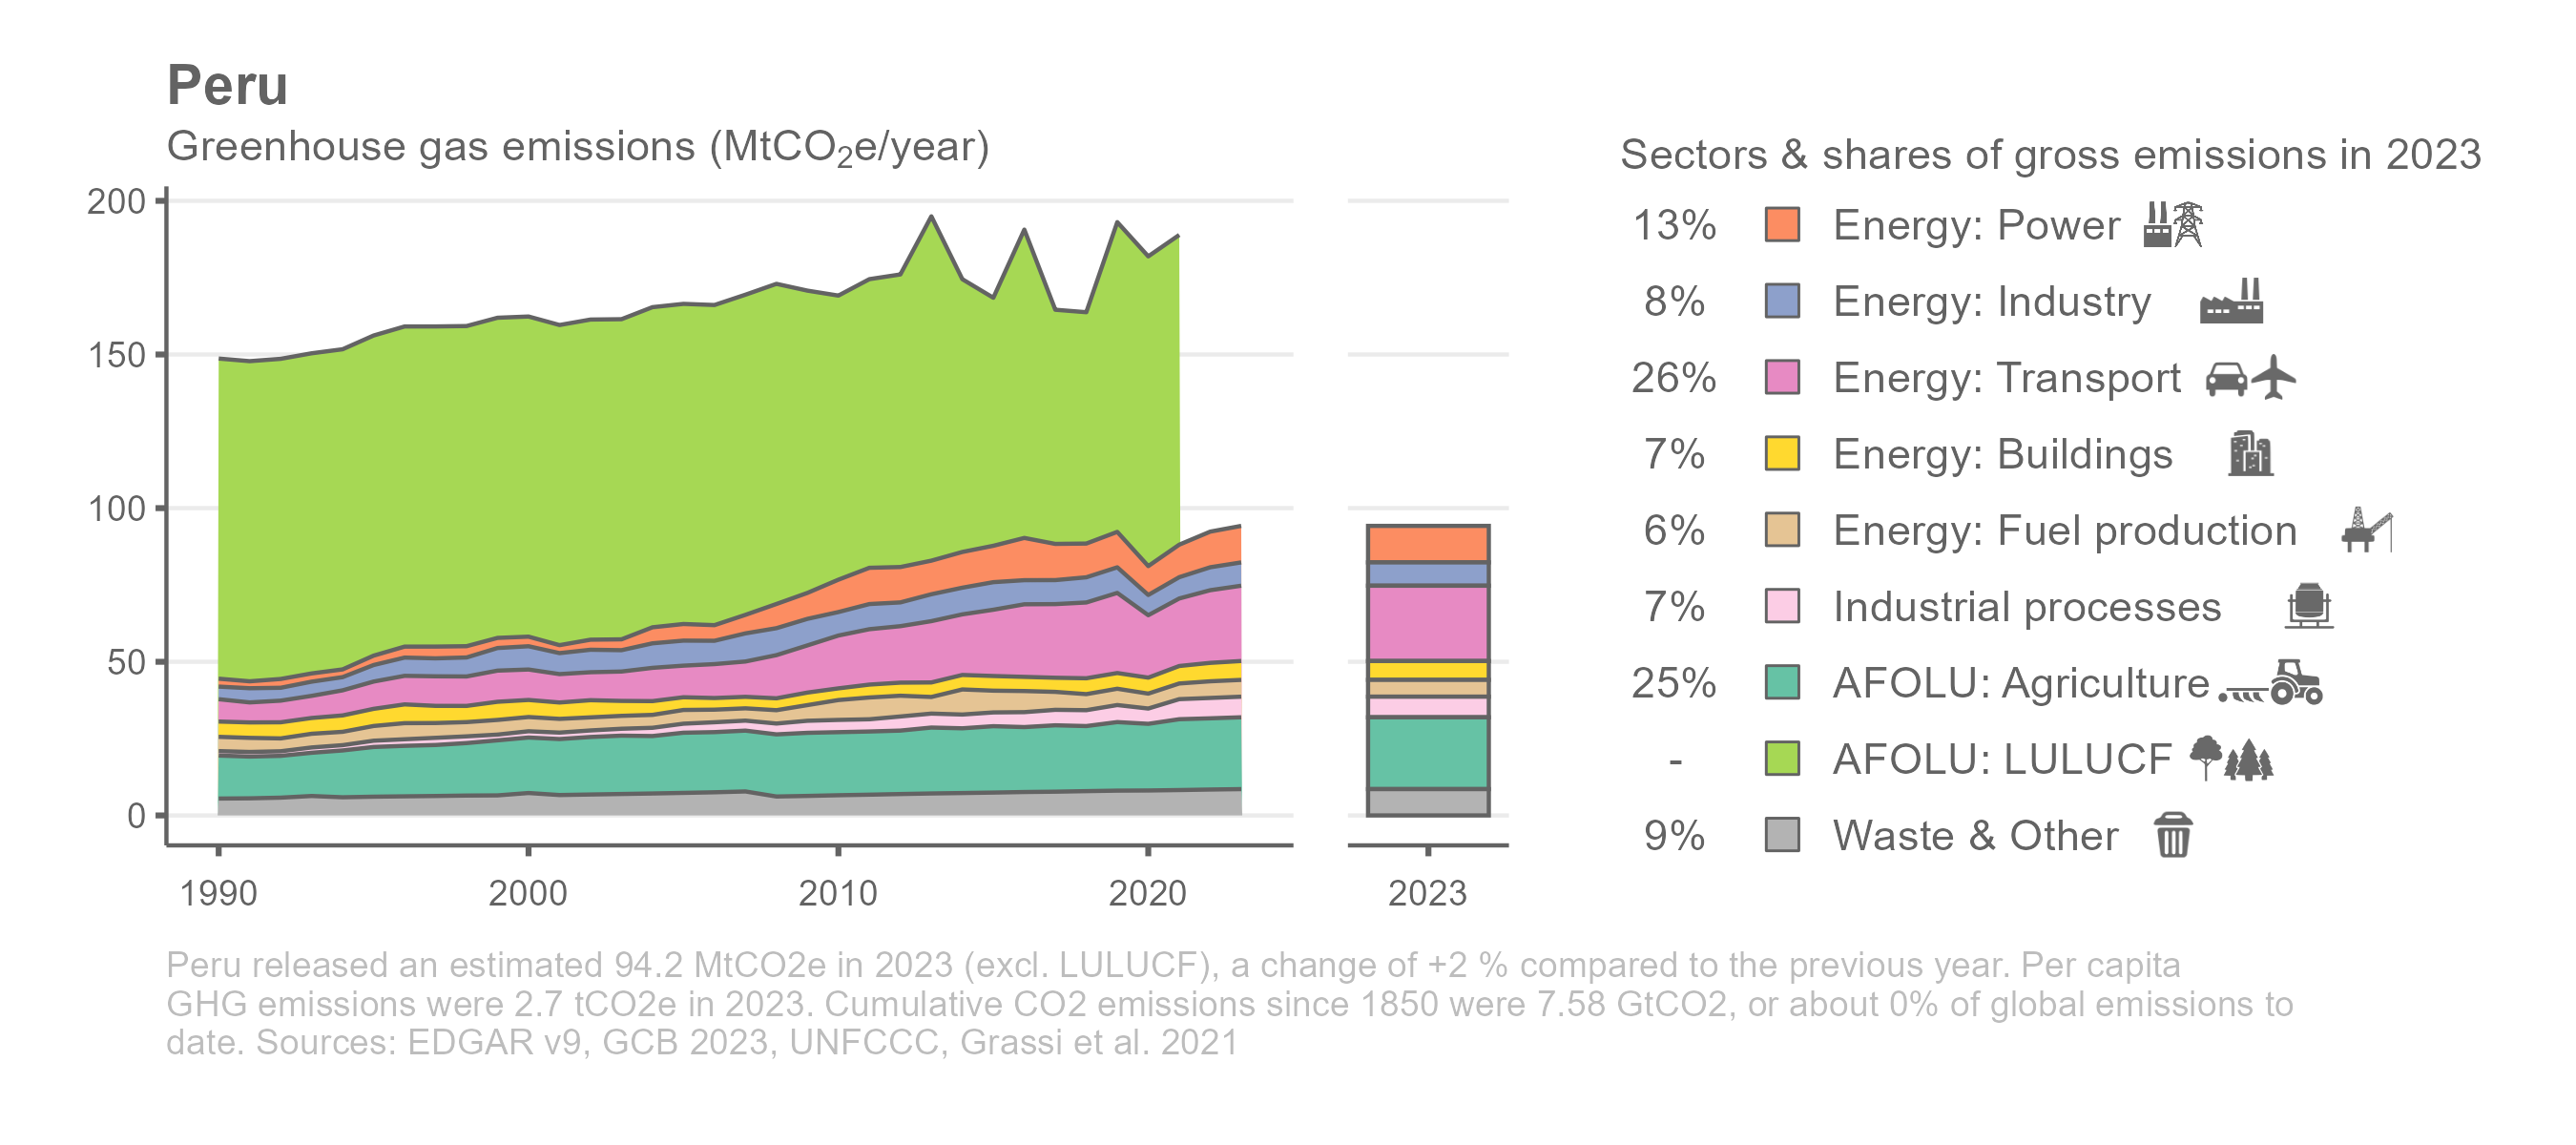 Peru
Greenhouse gas emissions (MtCO₂e/year)
200
150
100
50
0
1990 2000 2010 2020 2023
Sectors & shares of gross emissions in 2023
13% Energy: Power
8% Energy: Industry
26% Energy: Transport
7% Energy: Buildings
6% Energy: Fuel production
7% Industrial processes
25% AFOLU: Agriculture
- AFOLU: LULUCF
9% Waste & Other
Peru released an estimated 94.2 MtCO2e in 2023 (excl. LULUCF), a change of +2 % compared to the previous year. Per capita
GHG emissions were 2.7 tCO2e in 2023. Cumulative CO2 emissions since 1850 were 7.58 GtCO2, or about 0% of global emissions to
date. Sources: EDGAR v9, GCB 2023, UNFCCC, Grassi et al. 2021